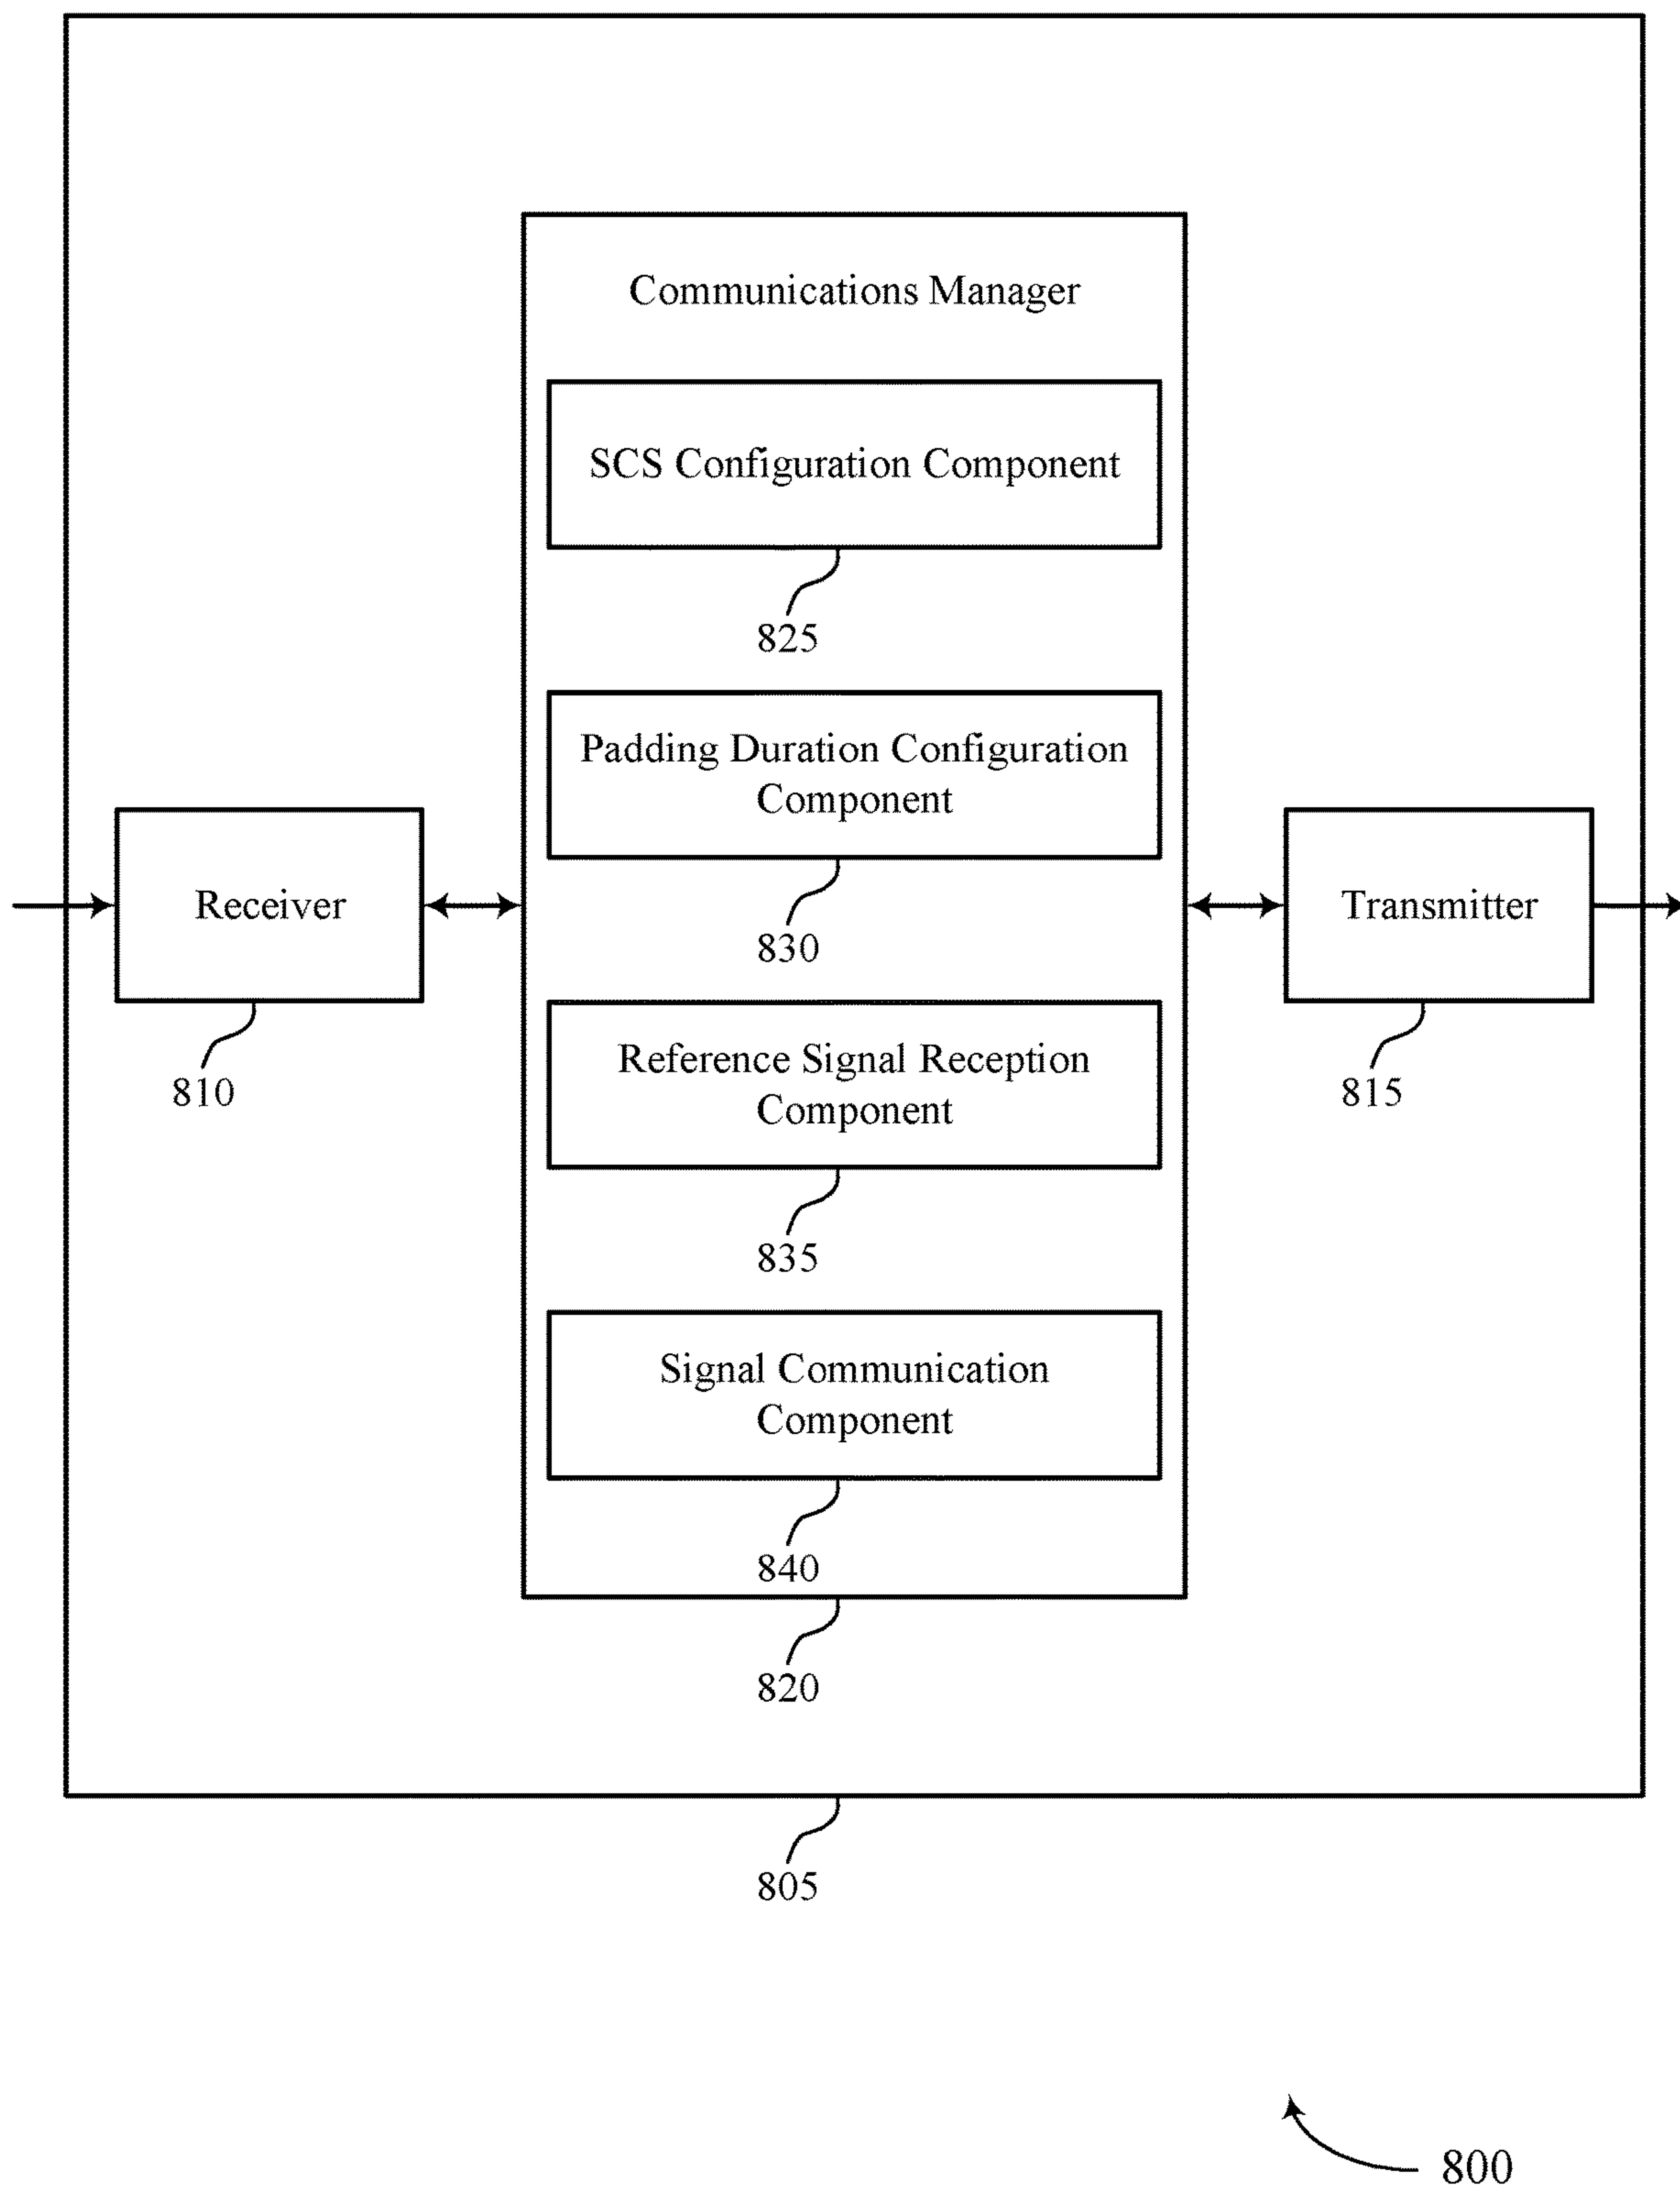 Communications Manager
SCS Configuration Component
825
Padding Duration Configuration
Component
830
Receiver
810
Transmitter
815
Reference Signal Reception
Component
835
Signal Communication
Component
840
820
805
800